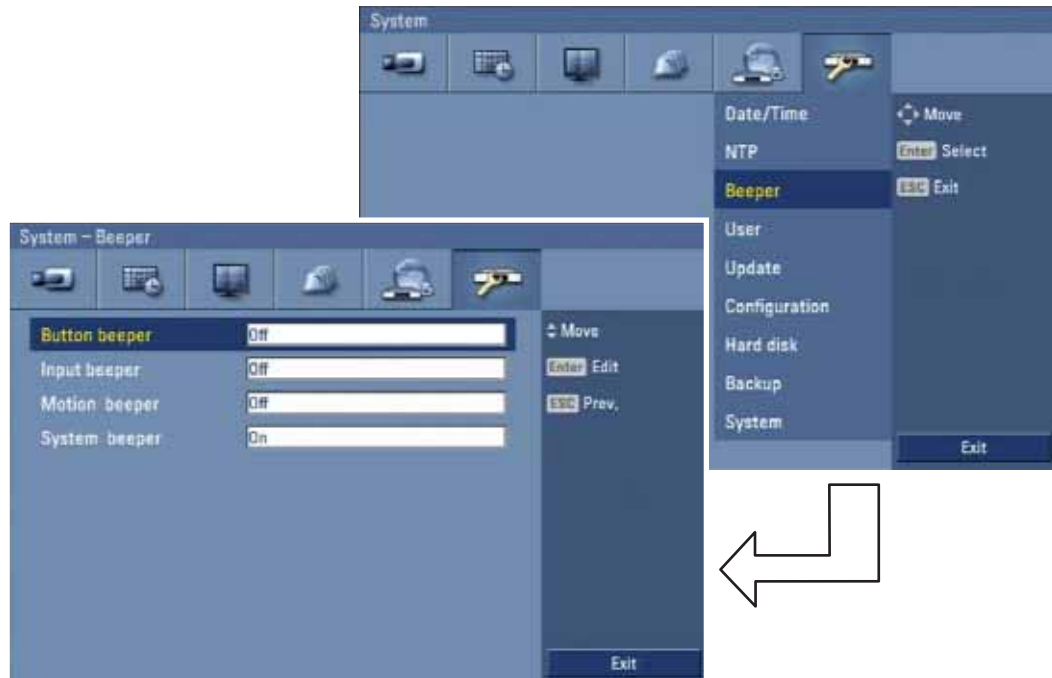 System
Date/Time
NTP
Beeper
User
Update
Configuration
Hard disk
Backup
System
Move
Enter Select
ESC Exit
Exit
System - Beeper
Button beeper Off
Input beeper Off
Motion beeper Off
System beeper On
Move
Enter Edit
ESC Prev.
Exit